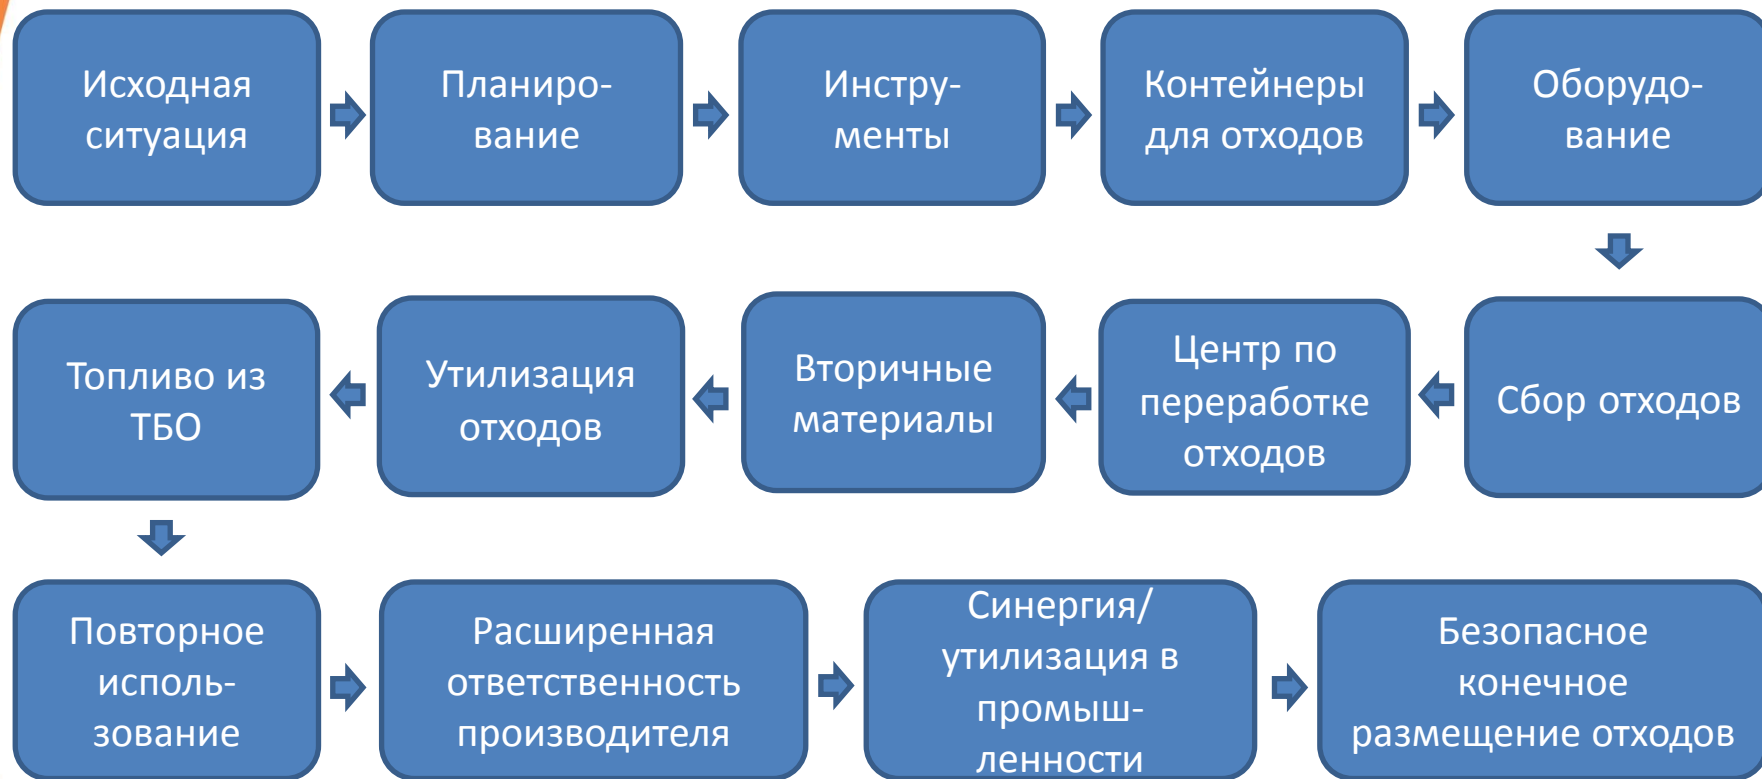 Исходная
ситуация
Планиро-
вание
Инстру-
менты
Контейнеры
для отходов
Оборудо-
вание
Сбор отходов
Центр по
переработке
отходов
Вторичные
материалы
Утилизация
отходов
Топливо из
ТБО
Повторное
исполь-
зование
Расширенная
ответственность
производителя
Синергия/
утилизация в
промыш-
ленности
Безопасное
конечное
размещение отходов